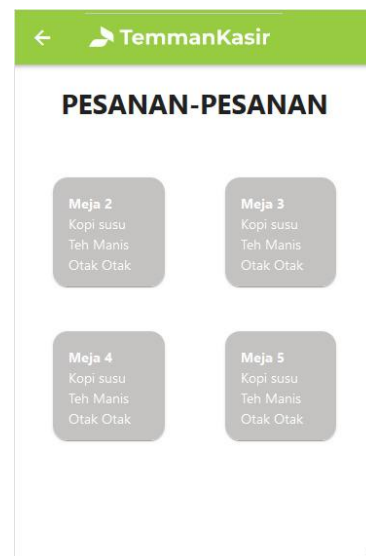 TemmanKasir
PESANAN-PESANAN
Meja 2
Kopi susu
Teh Manis
Otak Otak
Meja 3
Kopi susu
Teh Manis
Otak Otak
Meja 4
Kopi susu
Teh Manis
Otak Otak
Meja 5
Kopi susu
Teh Manis
Otak Otak